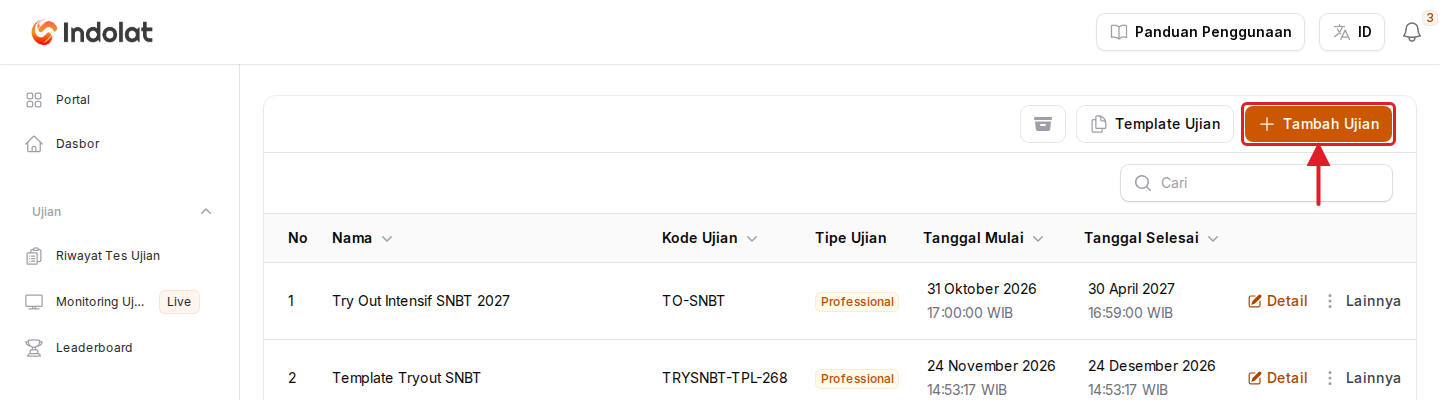 Indolat
Panduan Penggunaan
ID
3
Portal
Dasbor
Ujian
Riwayat Tes Ujian
Monitoring Uj...
Live
Leaderboard
Template Ujian
Tambah Ujian
Cari
No Nama Kode Ujian Tipe Ujian Tanggal Mulai Tanggal Selesai
1 Try Out Intensif SNBT 2027 TO-SNBT Professional 31 Oktober 2026 30 April 2027 Detail Lainnya
17:00:00 WIB 16:59:00 WIB
2 Template Tryout SNBT TRYSNBT-TPL-268 Professional 24 November 2026 24 Desember 2026 Detail Lainnya
14:53:17 WIB 14:53:17 WIB